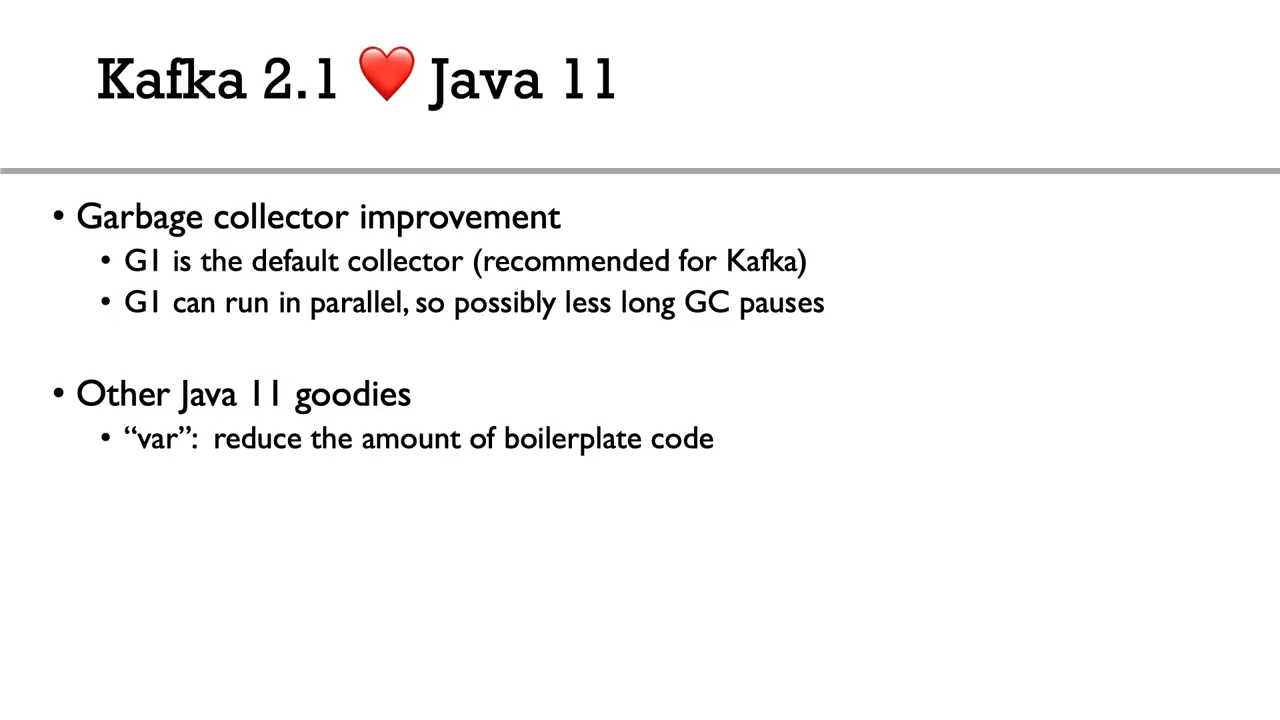 Kafka 2.1 ❤️ Java 11
• Garbage collector improvement
• G1 is the default collector (recommended for Kafka)
• G1 can run in parallel, so possibly less long GC pauses
• Other Java 11 goodies
• “var”: reduce the amount of boilerplate code